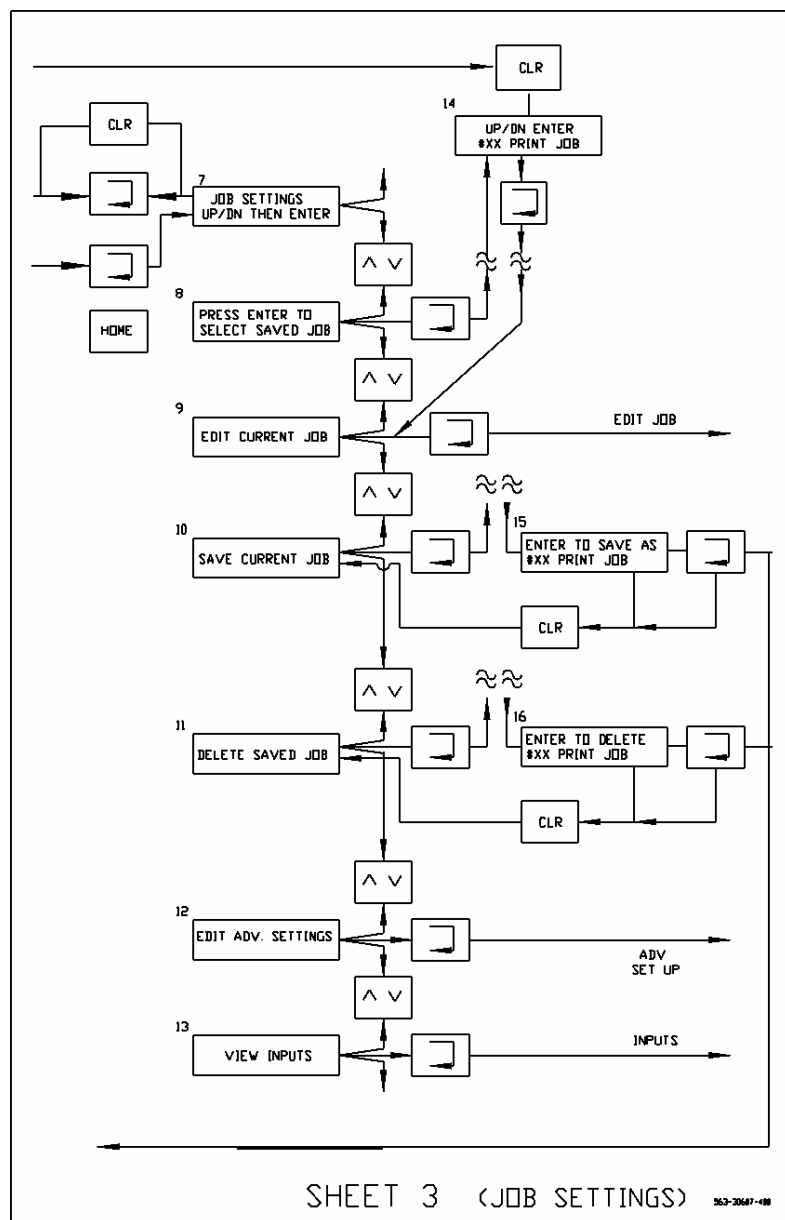 CLR
14
UP/DN ENTER
#XX PRINT JOB
CLR
7
JOB SETTINGS
UP/DN THEN ENTER
^ v
8
PRESS ENTER TO
SELECT SAVED JOB
HOME
^ v
9
EDIT CURRENT JOB
EDIT JOB
^ v
10
SAVE CURRENT JOB
15
ENTER TO SAVE AS
#XX PRINT JOB
CLR
^ v
11
DELETE SAVED JOB
16
ENTER TO DELETE
#XX PRINT JOB
CLR
^ v
12
EDIT ADV. SETTINGS
ADV
SET UP
^ v
13
VIEW INPUTS
INPUTS
SHEET 3 (JOB SETTINGS)